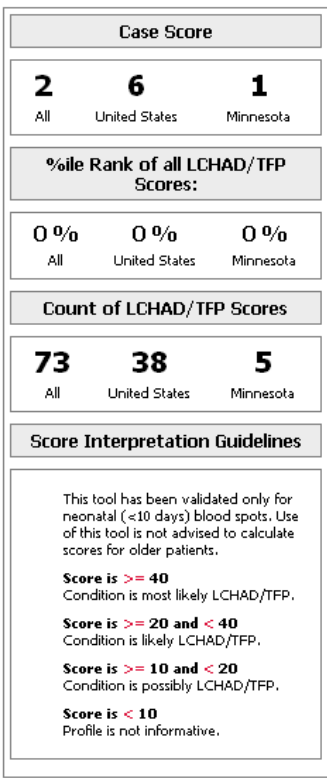 Case Score
2 6 1
All United States Minnesota
%ile Rank of all LCHAD/TFP
Scores:
0 % 0 % 0 %
All United States Minnesota
Count of LCHAD/TFP Scores
73 38 5
All United States Minnesota
Score Interpretation Guidelines
This tool has been validated only for
neonatal (<10 days) blood spots. Use
of this tool is not advised to calculate
scores for older patients.
Score is >= 40
Condition is most likely LCHAD/TFP.
Score is >= 20 and < 40
Condition is likely LCHAD/TFP.
Score is >= 10 and < 20
Condition is possibly LCHAD/TFP.
Score is < 10
Profile is not informative.